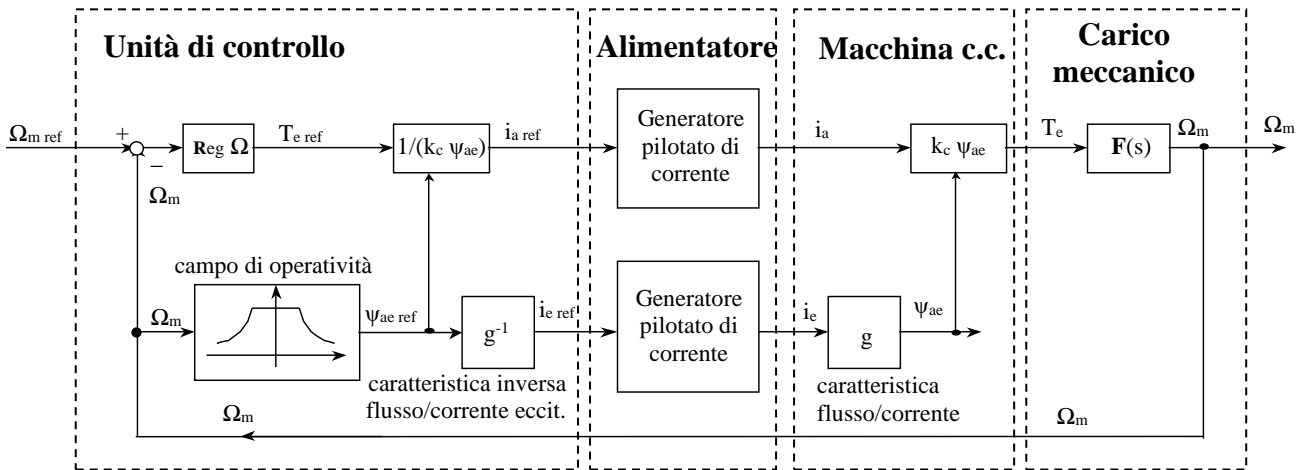 Unità di controllo
Alimentatore
Macchina c.c.
Carico
meccanico
Ωm ref
+
−
Ωm
Reg Ω
Te ref
1/(kc ψae)
ia ref
Generatore
pilotato di
corrente
ia
kc ψae
Te
F(s)
Ωm
Ωm
campo di operatività
Ωm
ψae ref
g-1
ie ref
Generatore
pilotato di
corrente
ie
g
ψae
caratteristica inversa
flusso/corrente eccit.
caratteristica
flusso/corrente
Ωm
Ωm